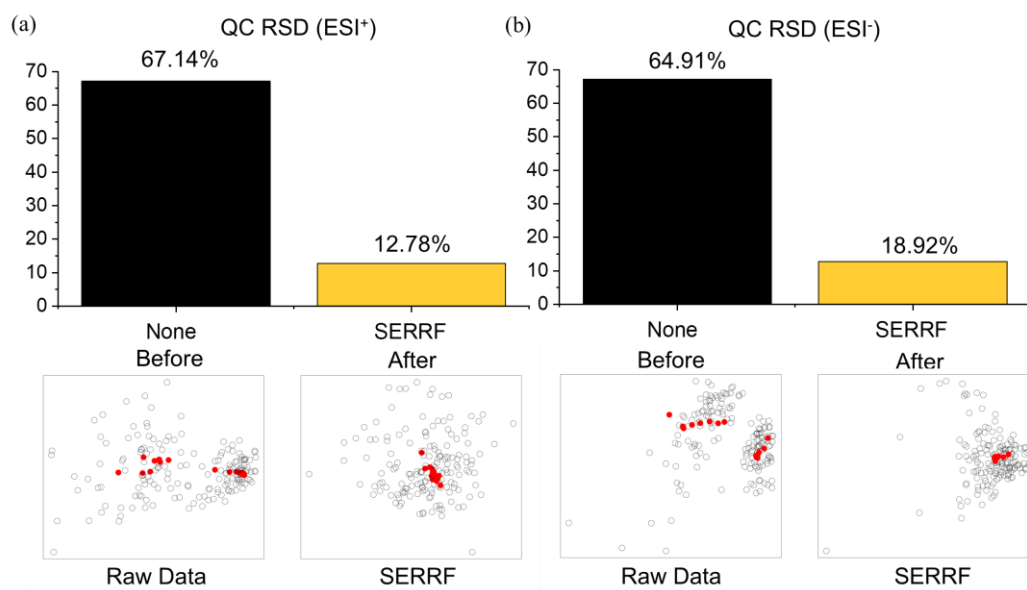 (a)
QC RSD (ESI⁺)
67.14%
70
60
50
40
30
20
10
0
12.78%
None
SERRF
Before
After
Raw Data
SERRF
(b)
QC RSD (ESI⁻)
64.91%
70
60
50
40
30
20
10
0
18.92%
None
SERRF
Before
After
Raw Data
SERRF